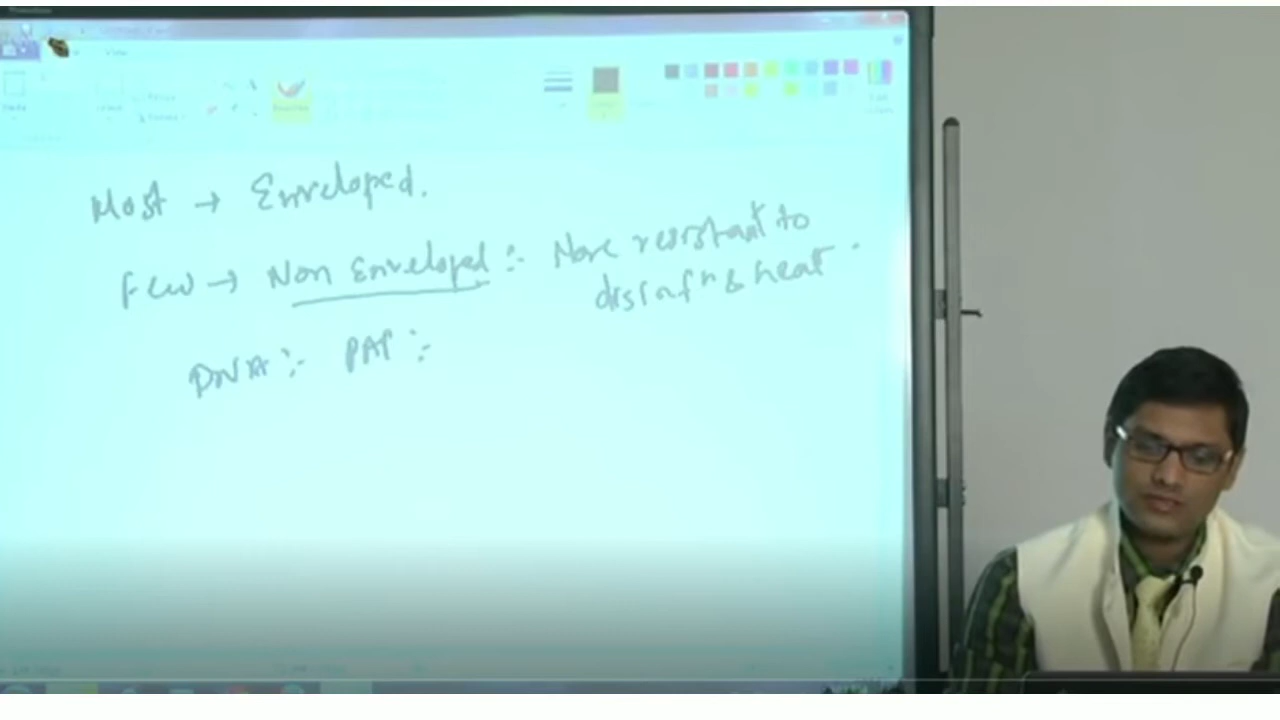 Most → Enveloped.
Few → Non Enveloped :- More resistant to
disinfn & heat.
DNA :- PAP :-